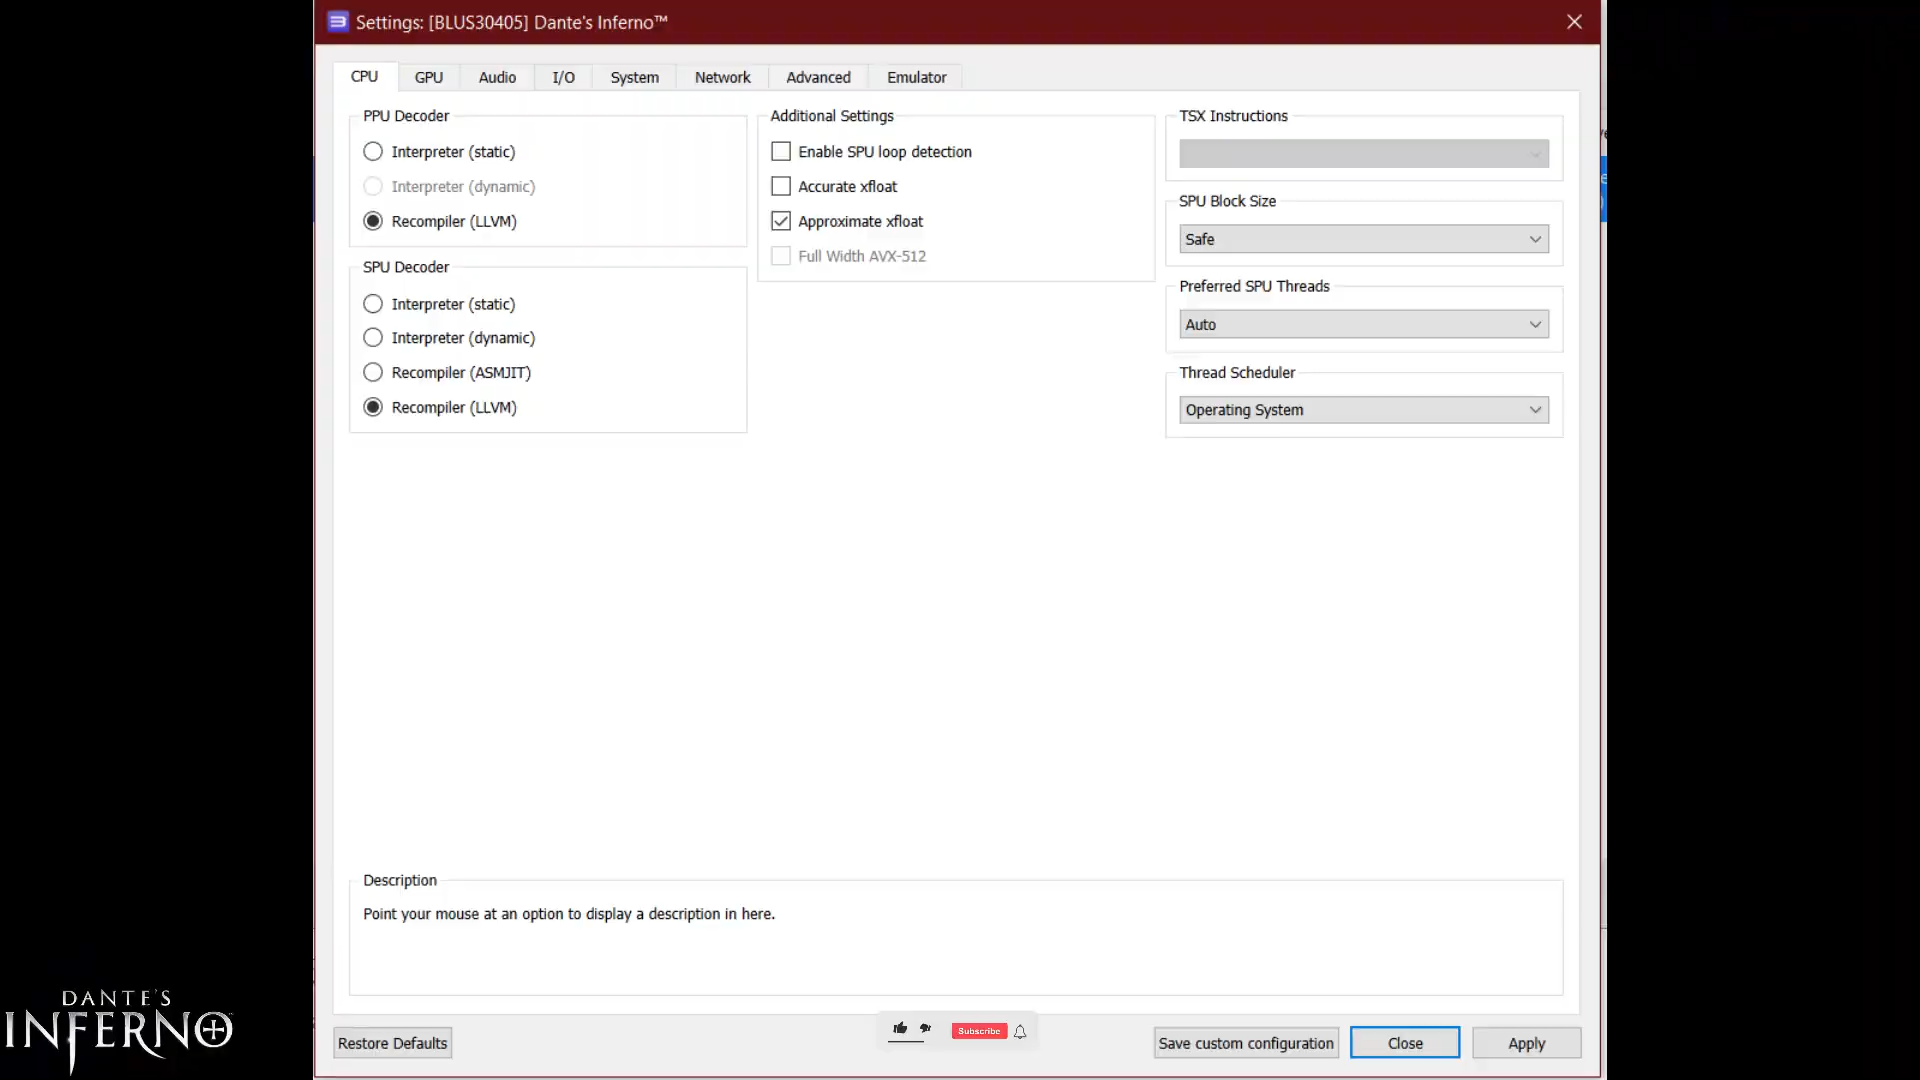 Settings: [BLUS30405] Dante's Inferno™
CPU GPU Audio I/O System Network Advanced Emulator
PPU Decoder
Interpreter (static)
Interpreter (dynamic)
Recompiler (LLVM)
SPU Decoder
Interpreter (static)
Interpreter (dynamic)
Recompiler (ASMJIT)
Recompiler (LLVM)
Additional Settings
Enable SPU loop detection
Accurate xfloat
Approximate xfloat
Full Width AVX-512
TSX Instructions
SPU Block Size
Safe
Preferred SPU Threads
Auto
Thread Scheduler
Operating System
Description
Point your mouse at an option to display a description in here.
DANTE'S
INFERNO
Restore Defaults
Subscribe
Save custom configuration
Close
Apply